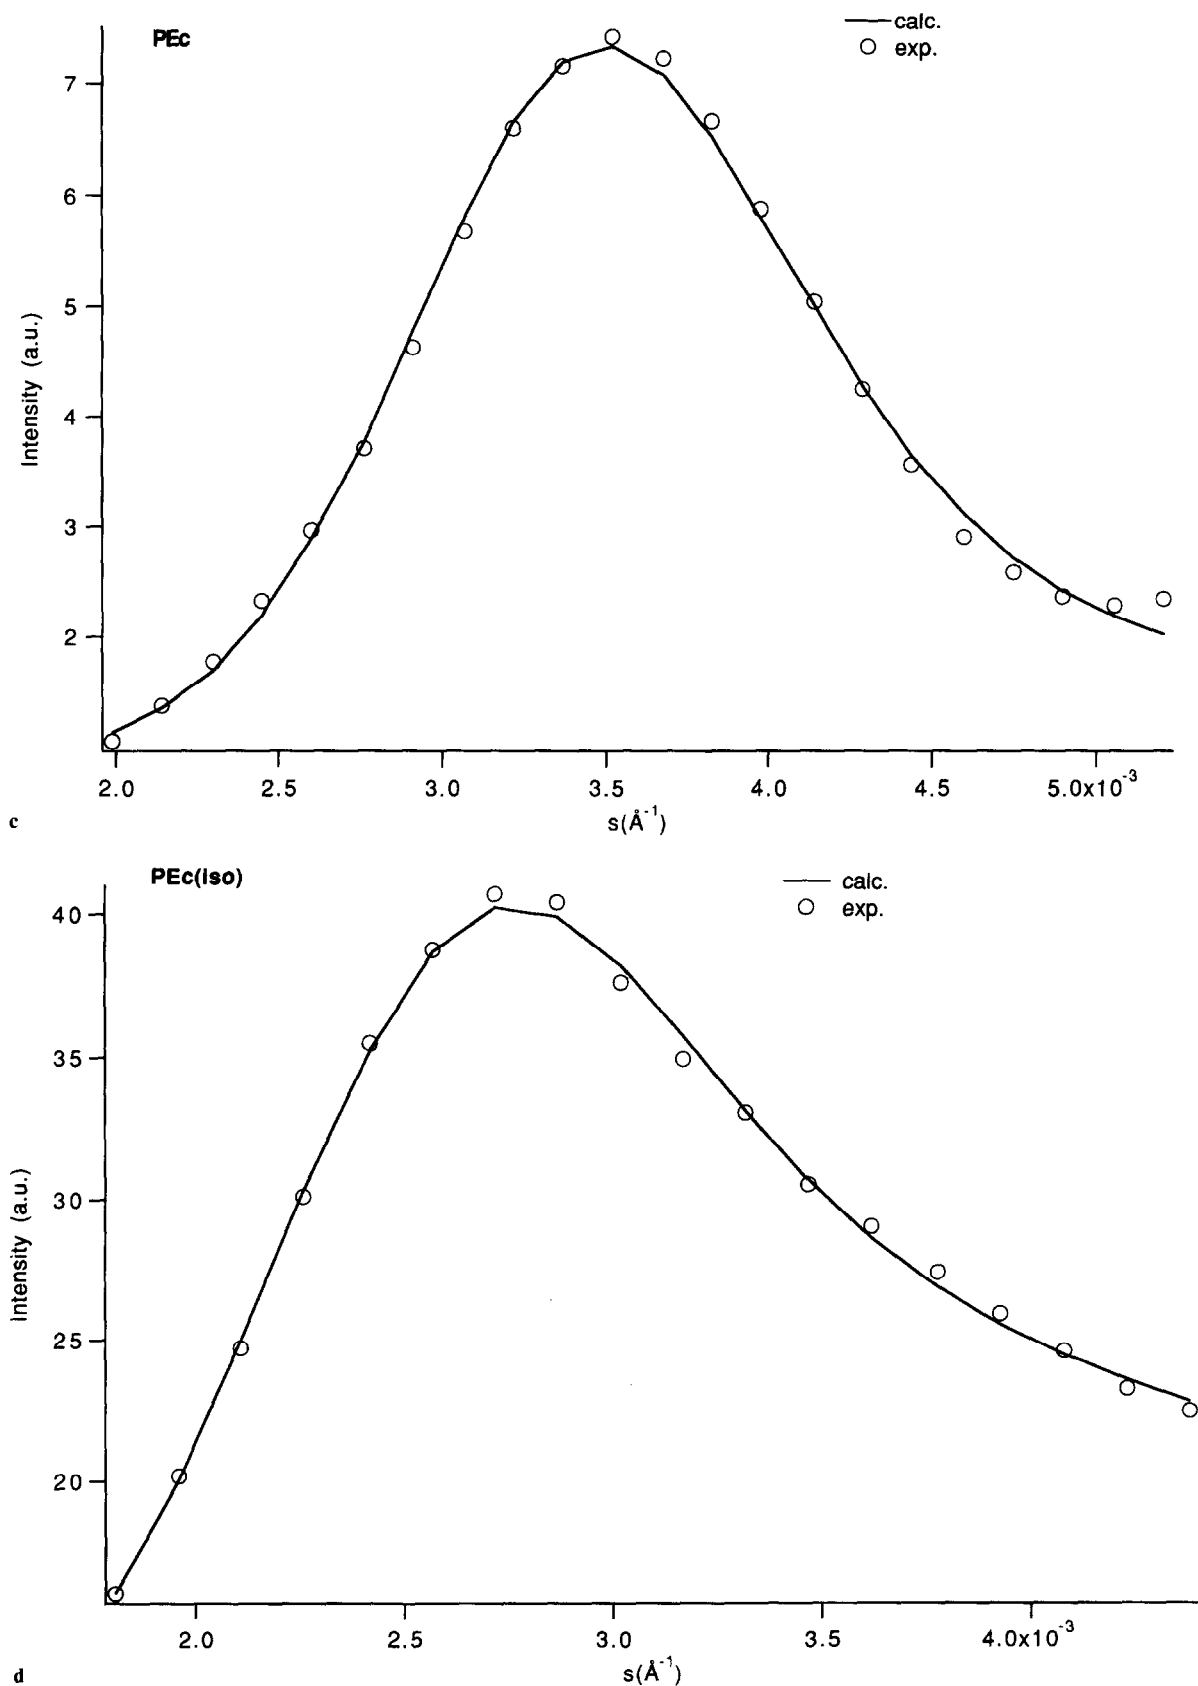 PEc
calc.
exp.
7
6
5
4
3
2
Intensity (a.u.)
2.0 2.5 3.0 3.5 4.0 4.5 5.0x10⁻³
s(Å⁻¹)
c
PEc(iso)
calc.
exp.
40
35
30
25
20
Intensity (a.u.)
2.0 2.5 3.0 3.5 4.0x10⁻³
s(Å⁻¹)
d